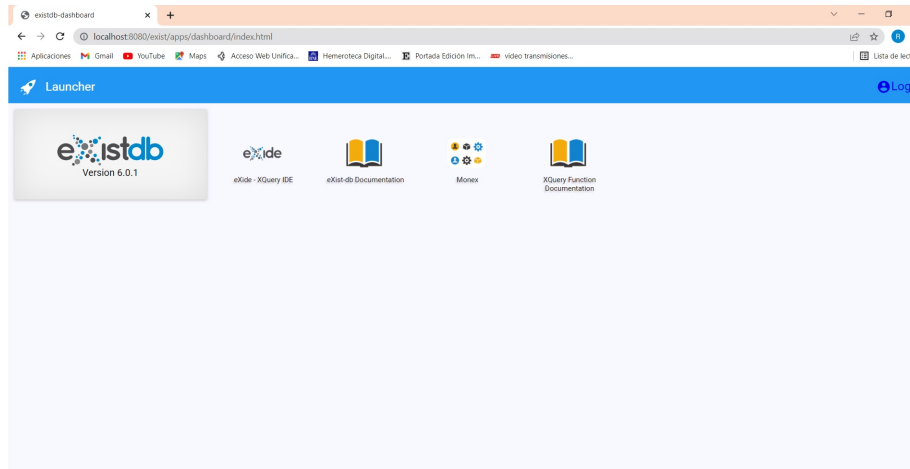 existdb-dashboard
localhost:8080/exist/apps/dashboard/index.html
R
Aplicaciones Gmail YouTube Maps Acceso Web Unifica... Hemeroteca Digital.... E Portada Edición Im... video transmisiones... Lista de lect
Launcher Log
existdb
Version 6.0.1
eXide
eXide - XQuery IDE eXist-db Documentation Monex XQuery Function
Documentation